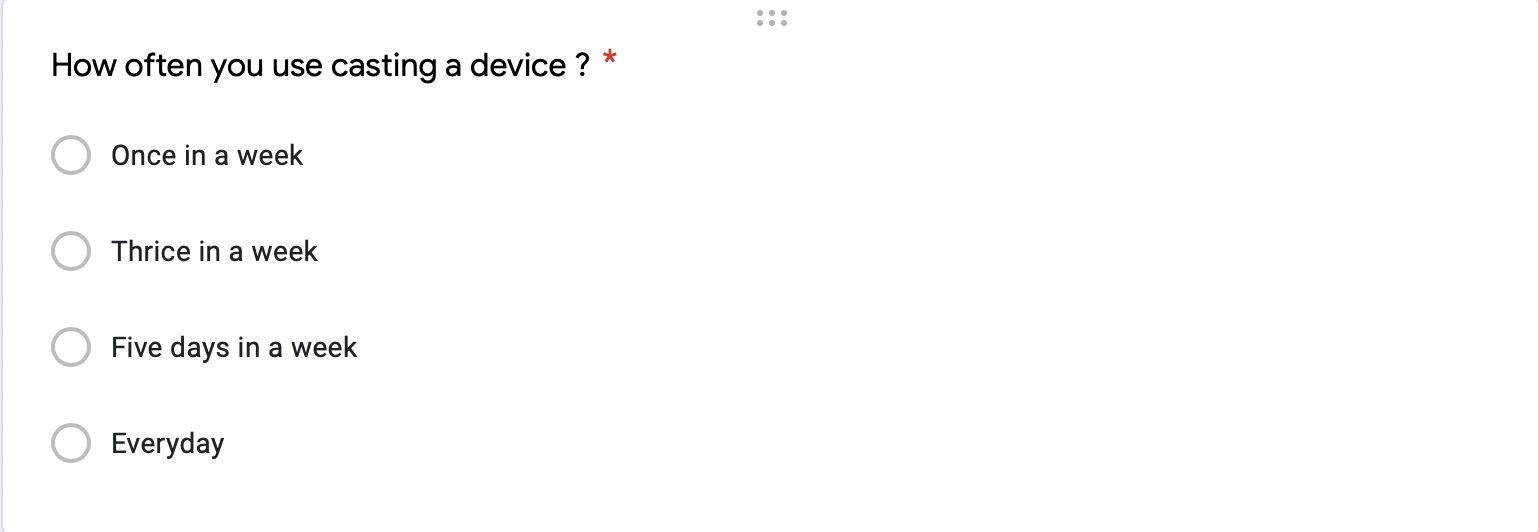 How often you use casting a device ? *
Once in a week
Thrice in a week
Five days in a week
Everyday